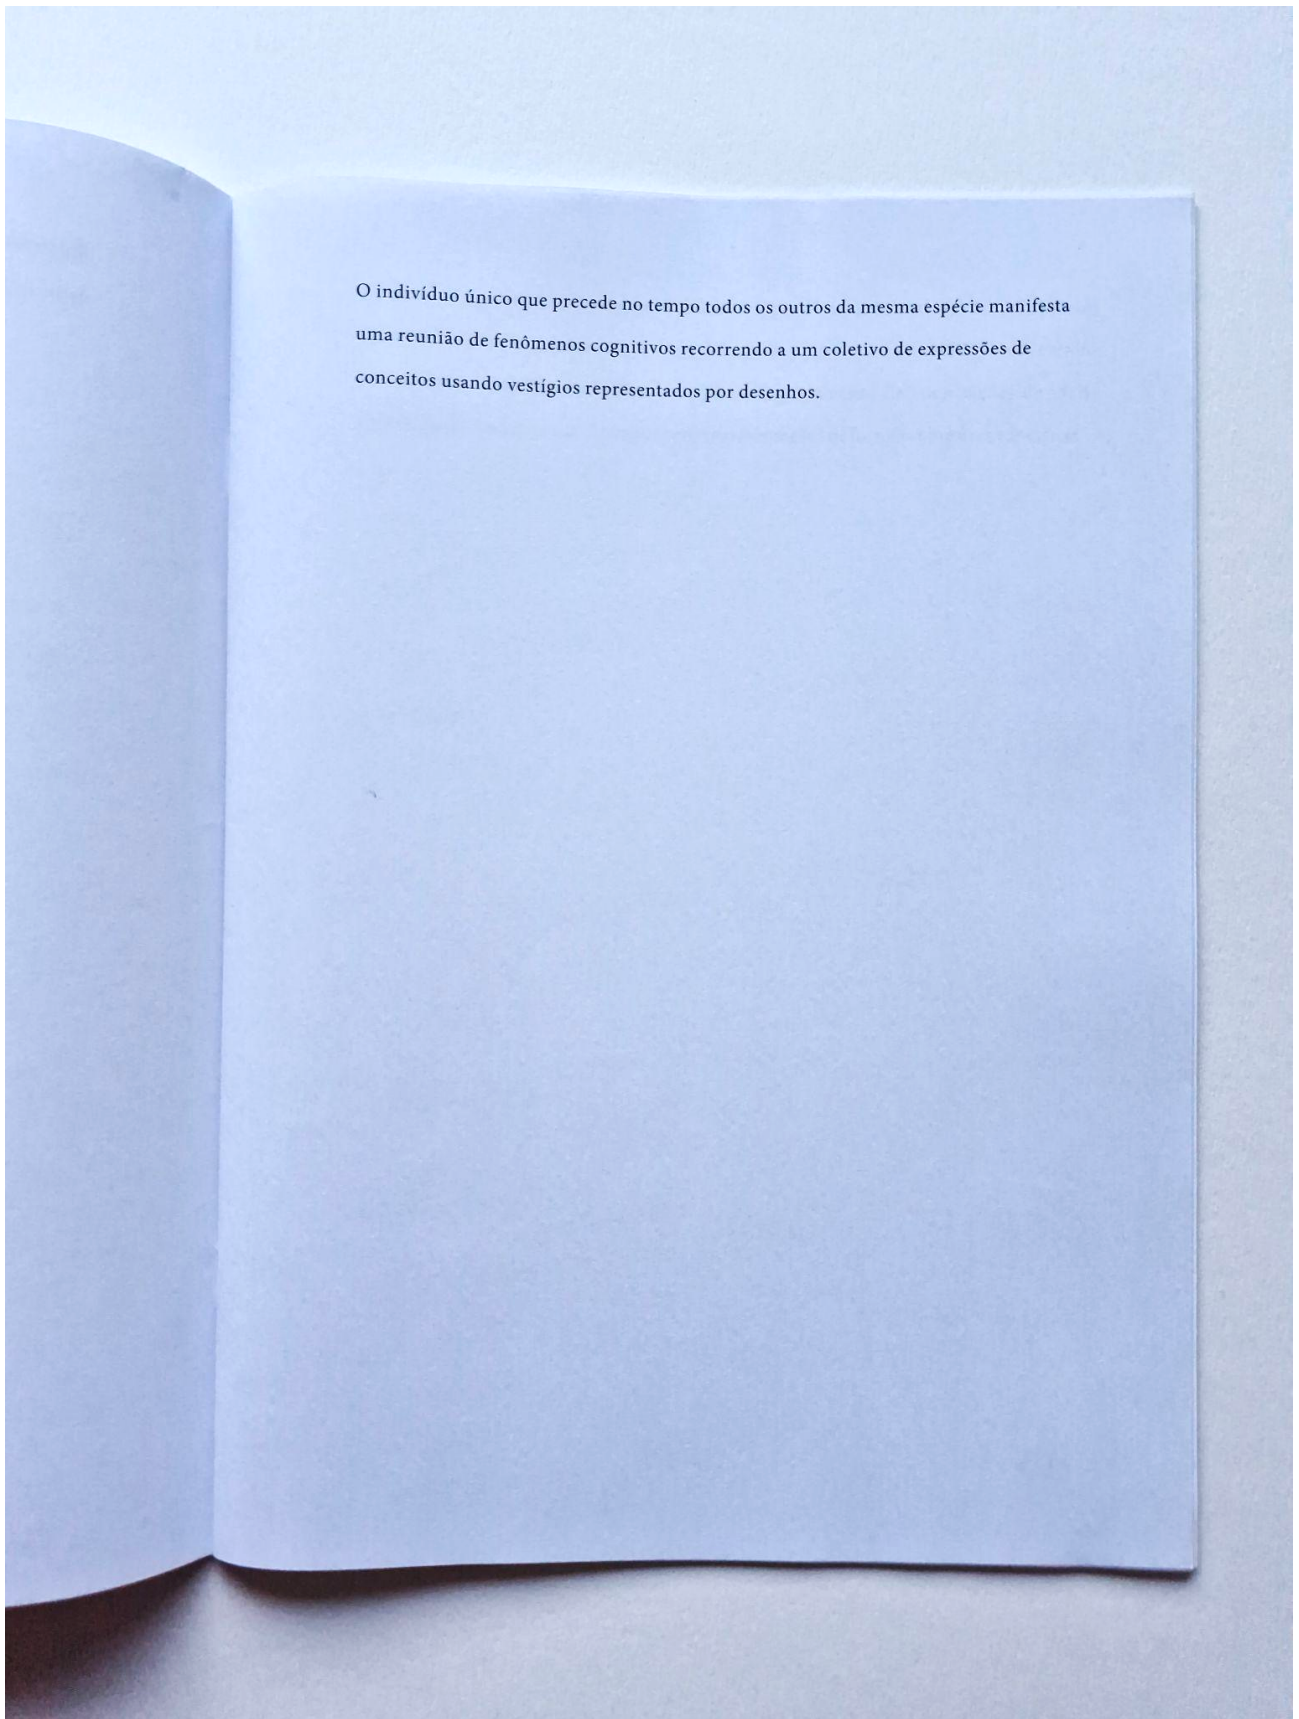 O indivíduo único que precede no tempo todos os outros da mesma espécie manifesta
uma reunião de fenômenos cognitivos recorrendo a um coletivo de expressões de
conceitos usando vestígios representados por desenhos.